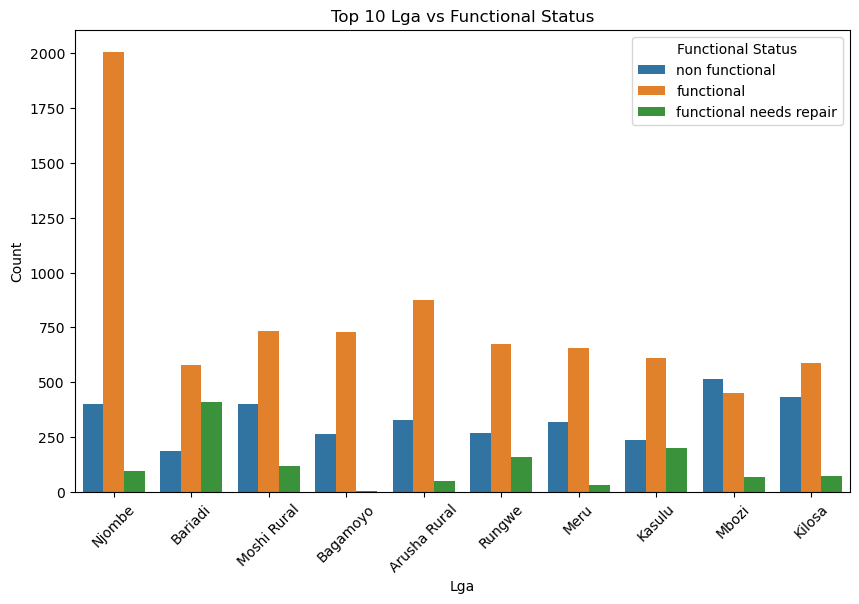 Top 10 Lga vs Functional Status
Functional Status
non functional
functional
functional needs repair
Count
2000
1750
1500
1250
1000
750
500
250
0
Njombe
Bariadi
Moshi Rural
Bagamoyo
Arusha Rural
Rungwe
Meru
Kasulu
Mbozi
Kilosa
Lga